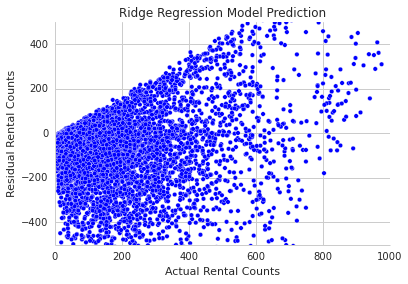 Ridge Regression Model Prediction
400
200
0
−200
−400
Residual Rental Counts
0 200 400 600 800 1000
Actual Rental Counts